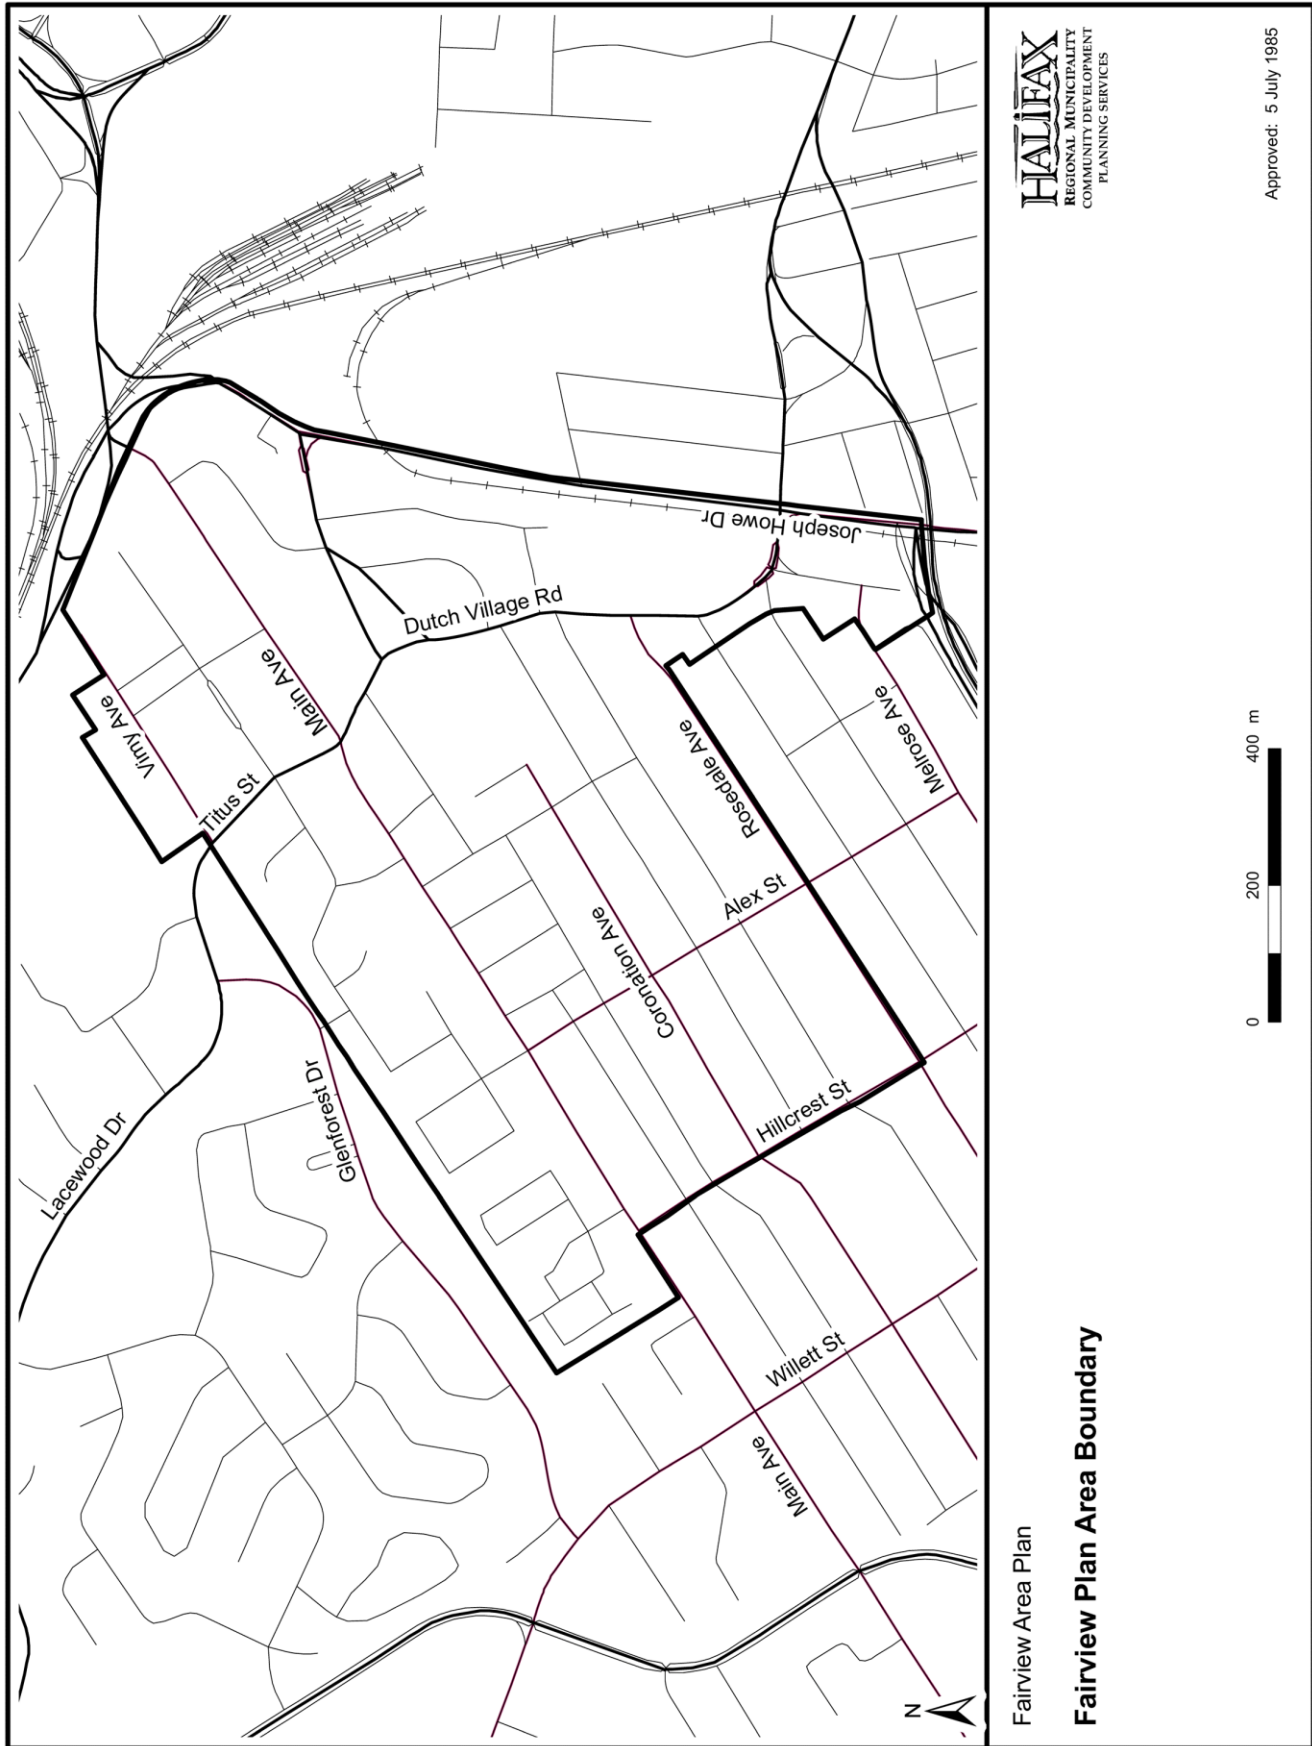 Lacewood Dr
Glenforest Dr
Titus St
Vimy Ave
Main Ave
Dutch Village Rd
Joseph Howe Dr
Rosedale Ave
Melrose Ave
Alex St
Coronation Ave
Hillcrest St
Willett St
Main Ave
N
Fairview Area Plan
Fairview Plan Area Boundary
0 200 400 m
HALIFAX
REGIONAL MUNICIPALITY
COMMUNITY DEVELOPMENT
PLANNING SERVICES
Approved: 5 July 1985